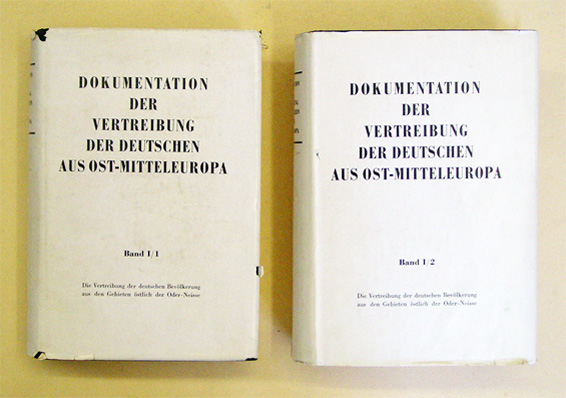 DOKUMENTATION
DER
VERTREIBUNG
DER DEUTSCHEN
AUS OST-MITTELEUROPA
Band I/1
Die Vertreibung der deutschen Bevölkerung
aus den Gebieten östlich der Oder-Neisse
DOKUMENTATION
DER
VERTREIBUNG
DER DEUTSCHEN
AUS OST-MITTELEUROPA
Band I/2
Die Vertreibung der deutschen Bevölkerung
aus den Gebieten östlich der Oder-Neisse